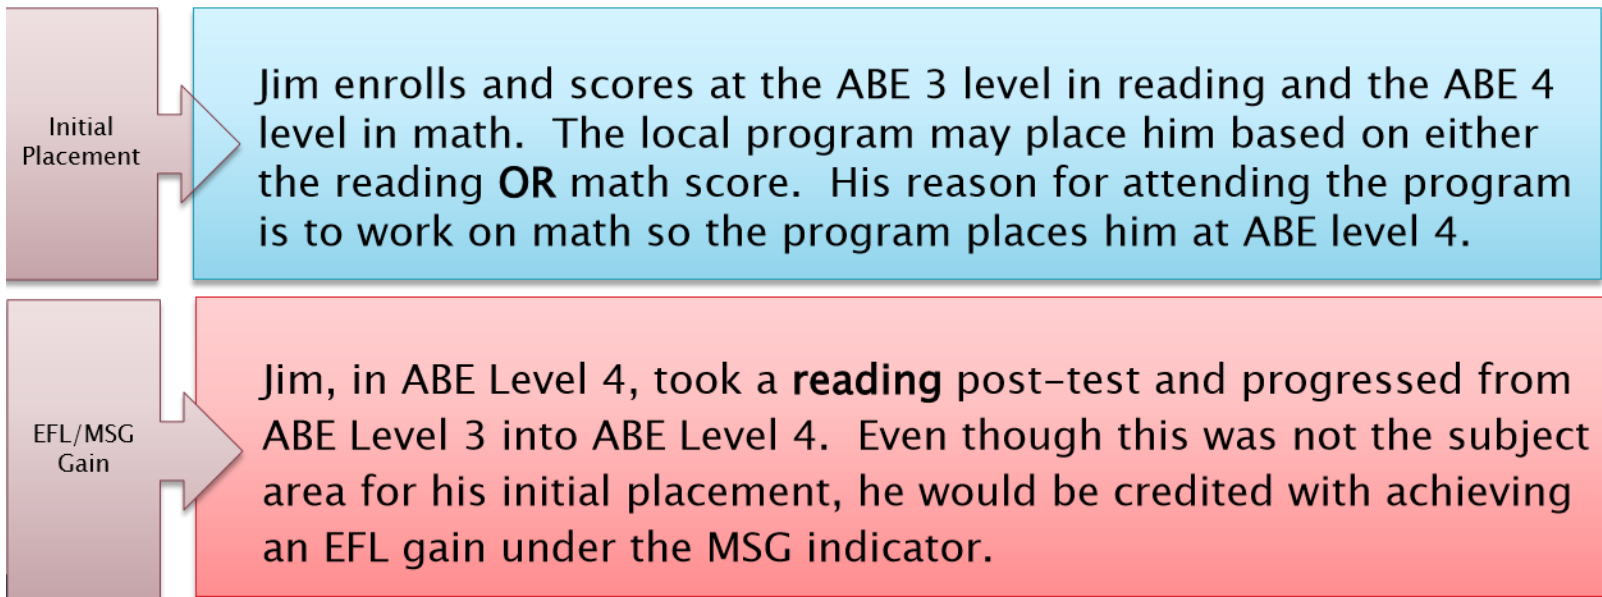 Initial
Placement
Jim enrolls and scores at the ABE 3 level in reading and the ABE 4
level in math.  The local program may place him based on either
the reading OR math score.  His reason for attending the program
is to work on math so the program places him at ABE level 4.
EFL/MSG
Gain
Jim, in ABE Level 4, took a reading post-test and progressed from
ABE Level 3 into ABE Level 4.  Even though this was not the subject
area for his initial placement, he would be credited with achieving
an EFL gain under the MSG indicator.